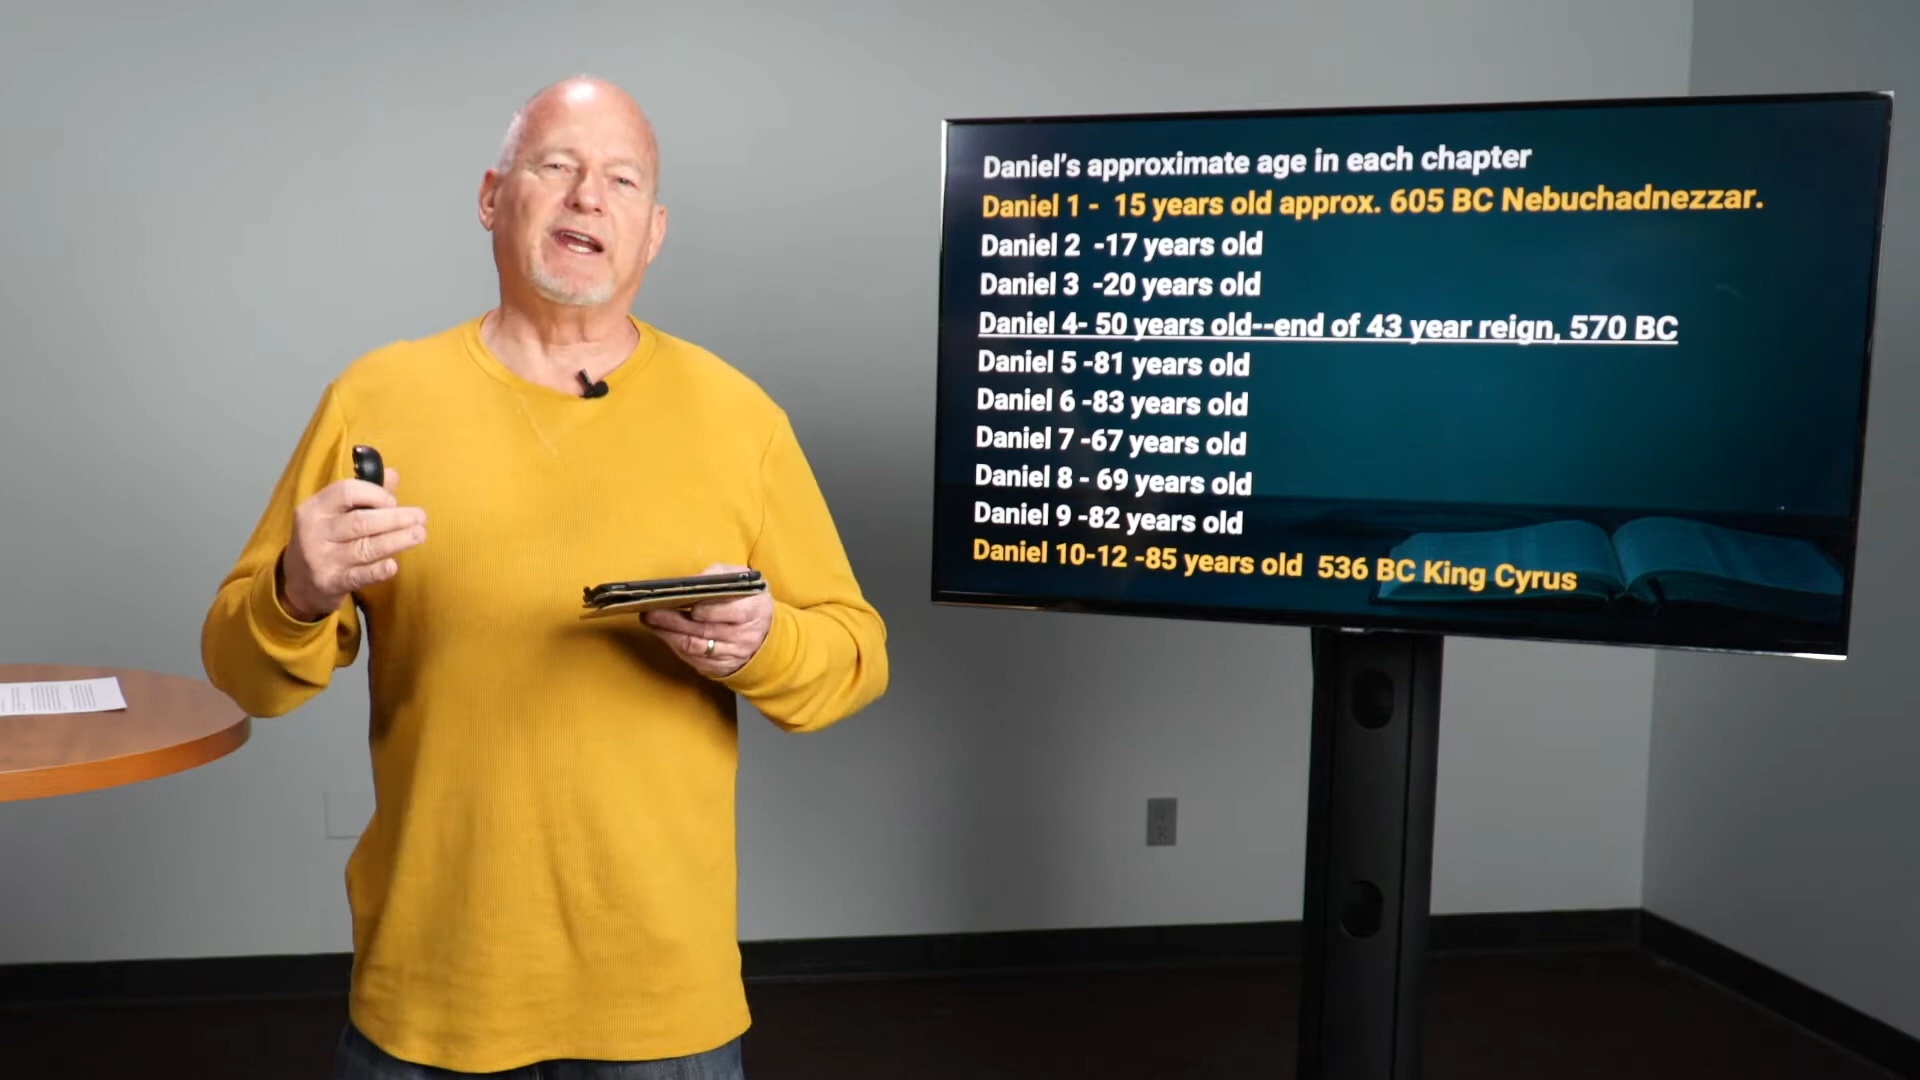 Daniel’s approximate age in each chapter
Daniel 1 - 15 years old approx. 605 BC Nebuchadnezzar.
Daniel 2 -17 years old
Daniel 3 -20 years old
Daniel 4- 50 years old--end of 43 year reign, 570 BC
Daniel 5 -81 years old
Daniel 6 -83 years old
Daniel 7 -67 years old
Daniel 8 - 69 years old
Daniel 9 -82 years old
Daniel 10-12 -85 years old 536 BC King Cyrus